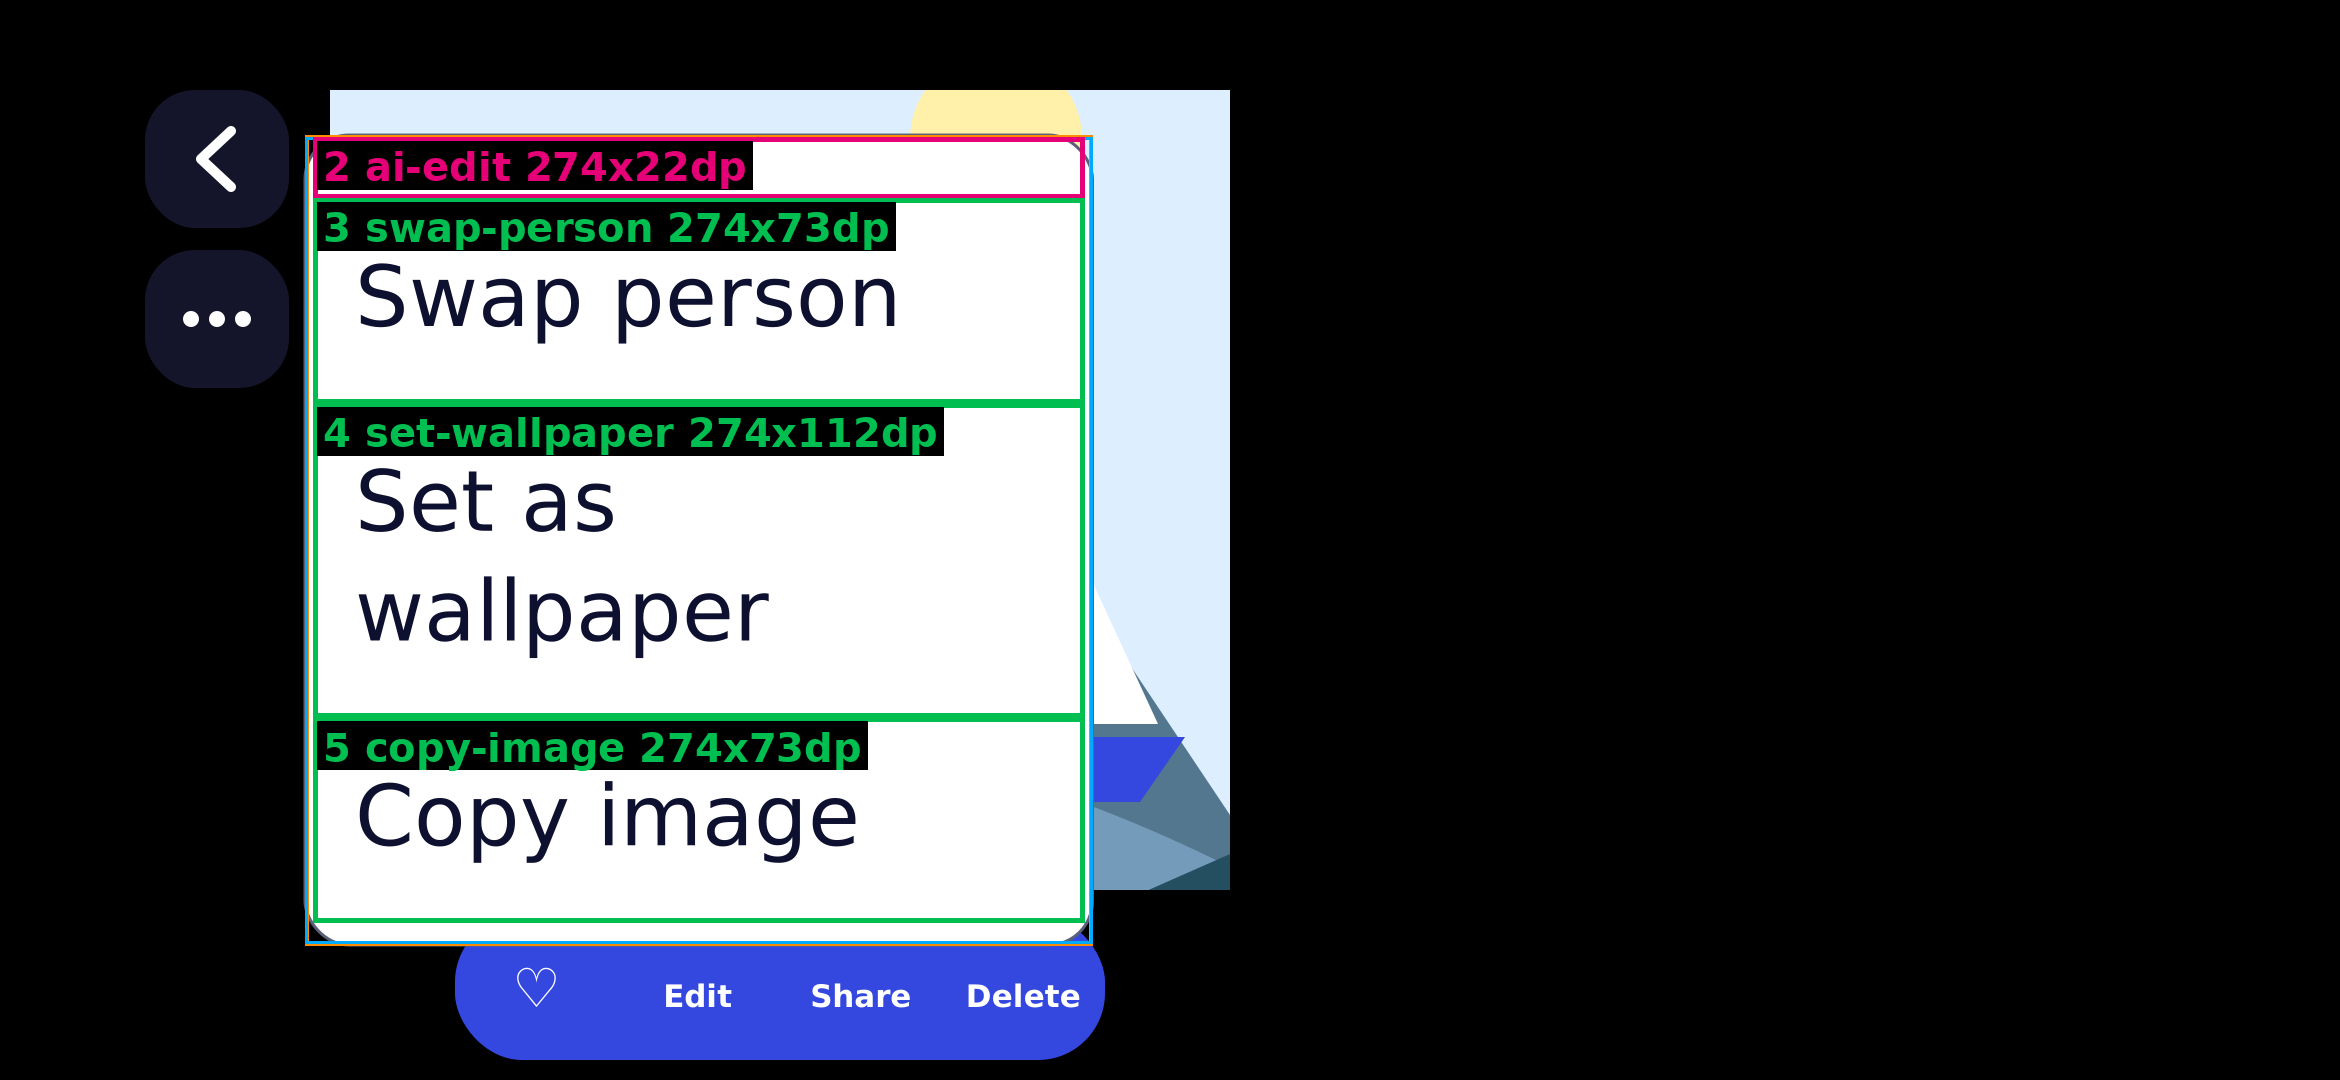 2 ai-edit 274x22dp
3 swap-person 274x73dp
Swap person
4 set-wallpaper 274x112dp
Set as
wallpaper
5 copy-image 274x73dp
Copy image
♡ Edit Share Delete